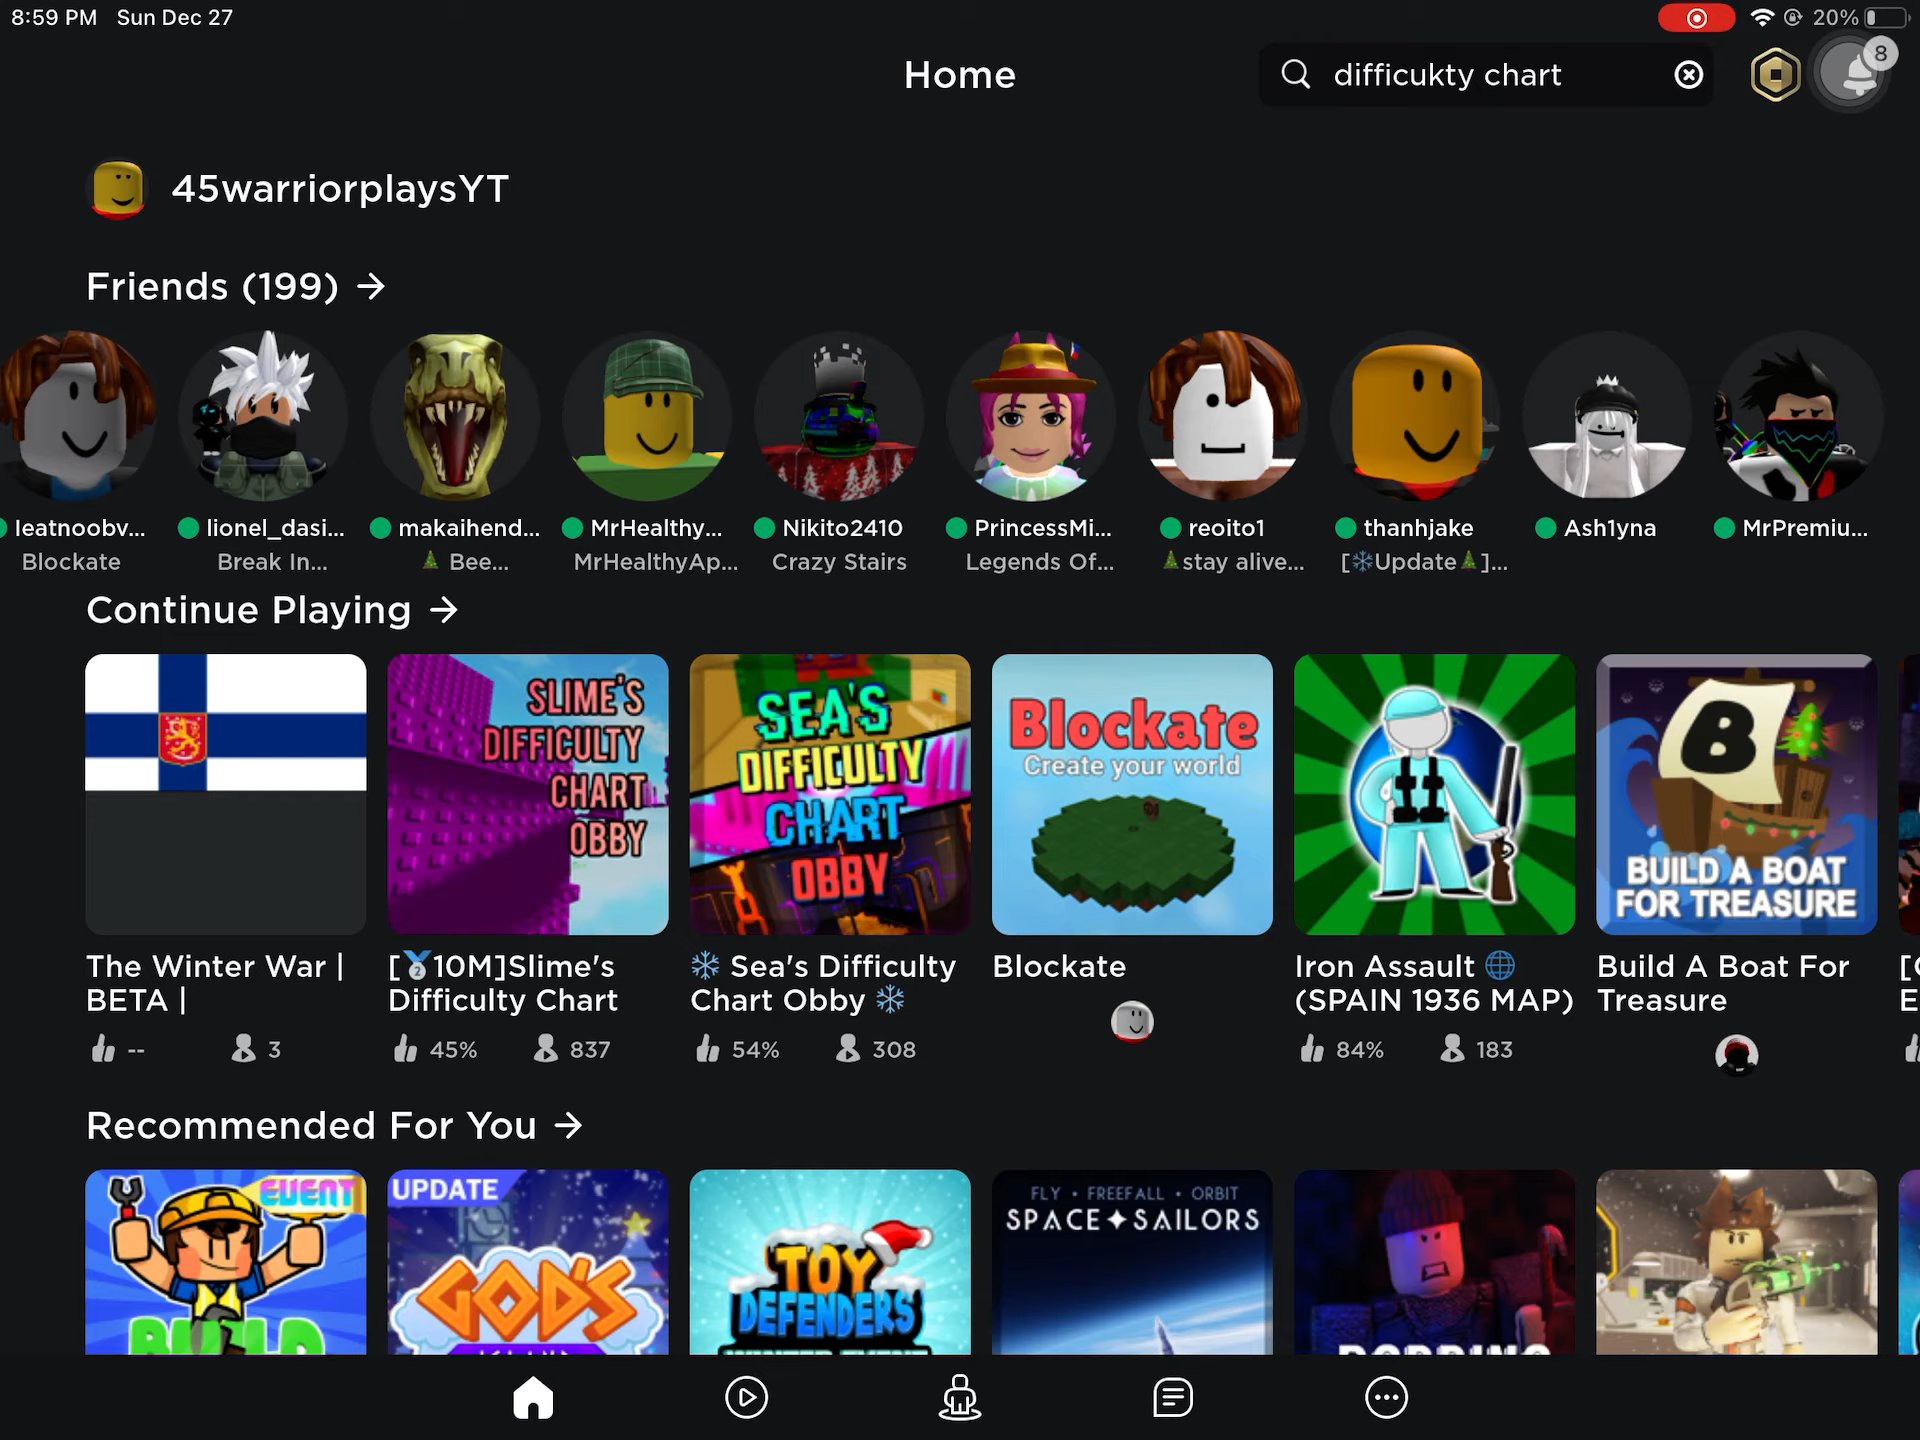 8:59 PM Sun Dec 27
20%
Home
difficukty chart
8
45warriorplaysYT
Friends (199) →
Ieatnoobv... lionel_dasi... makaihend... MrHealthy... Nikito2410 PrincessMi... reoito1 thanhjake Ash1yna MrPremiu...
Blockate Break In... 🎄 Bee... MrHealthyAp... Crazy Stairs Legends Of... 🎄stay alive... [❄️Update🎄]...
Continue Playing →
SLIME'S
DIFFICULTY
CHART
OBBY
SEA'S
DIFFICULTY
CHART
OBBY
Blockate
Create your world
B
BUILD A BOAT
FOR TREASURE
The Winter War |
BETA |
[🥈10M]Slime's
Difficulty Chart
❄️ Sea's Difficulty
Chart Obby ❄️
Blockate
Iron Assault 🌐
(SPAIN 1936 MAP)
Build A Boat For
Treasure
-- 3
45% 837
54% 308
84% 183
Recommended For You →
EVENT
BUILD
UPDATE
GOD'S
ISLAND
TOY
DEFENDERS
WINTER EVENT
FLY • FREEFALL • ORBIT
SPACE✦SAILORS